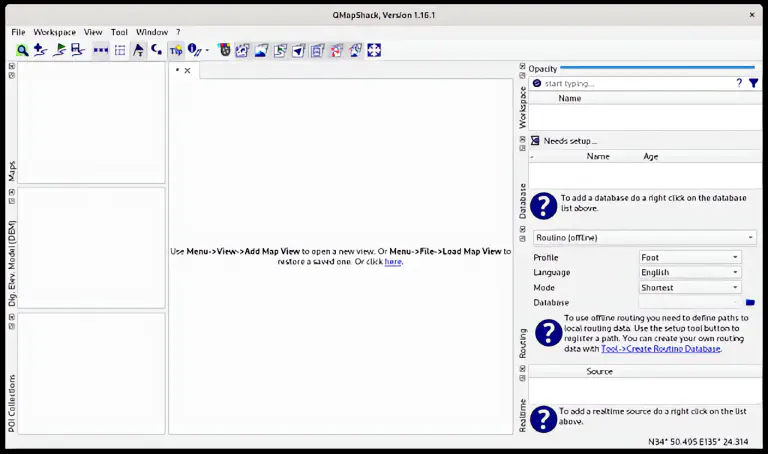 QMapShack, Version 1.16.1
File Workspace View Tool Window ?
Tip
Maps
Dig. Elev. Model (DEM)
POI Collections
*
Use Menu->View->Add Map View to open a new view. Or Menu->File->Load Map View to
restore a saved one. Or click here.
Workspace
Opacity
start typing...
?
Name
Database
Needs setup...
- Name Age
To add a database do a right click on the database
list above.
Routing
Routino (offline)
Profile Foot
Language English
Mode Shortest
Database
To use offline routing you need to define paths to
local routing data. Use the setup tool button to
register a path. You can create your own routing
data with Tool->Create Routino Database.
Realtime
Source
To add a realtime source do a right click on the list
above.
N34° 50.495 E135° 24.314